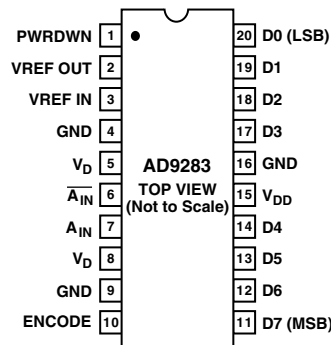 PWRDWN 1 20 D0 (LSB)
VREF OUT 2 19 D1
VREF IN 3 18 D2
GND 4 17 D3
VD 5 AD9283 16 GND
A̅I̅N̅ 6 TOP VIEW 15 VDD
AIN 7 (Not to Scale) 14 D4
VD 8 13 D5
GND 9 12 D6
ENCODE 10 11 D7 (MSB)